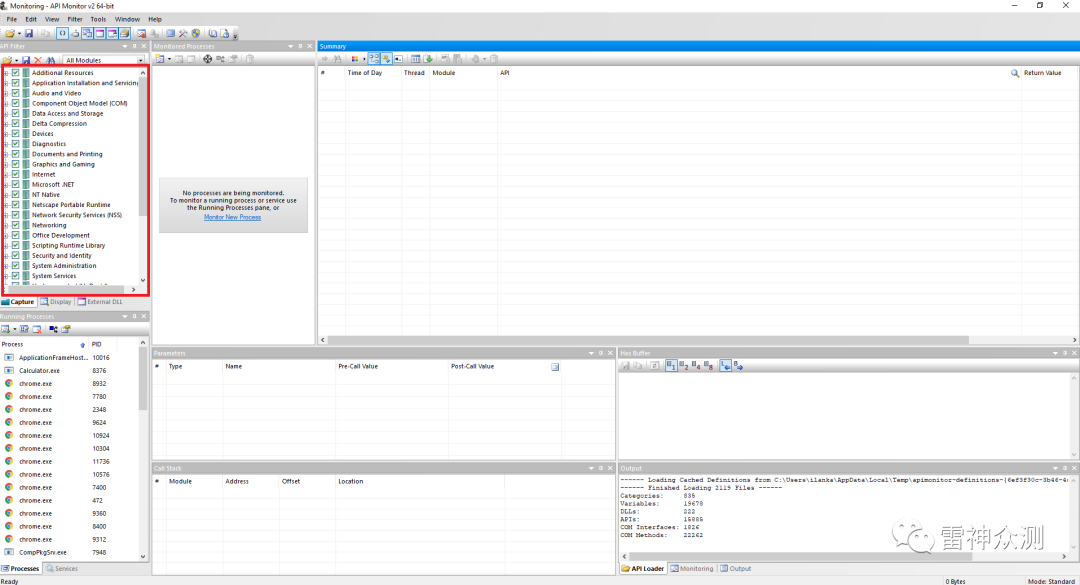 Monitoring - API Monitor v2 64-bit
File Edit View Filter Tools Window Help
API Filter
All Modules
Additional Resources
Application Installation and Servicing
Audio and Video
Component Object Model (COM)
Data Access and Storage
Delta Compression
Devices
Diagnostics
Documents and Printing
Graphics and Gaming
Internet
Microsoft .NET
NT Native
Netscape Portable Runtime
Network Security Services (NSS)
Networking
Office Development
Scripting Runtime Library
Security and Identity
System Administration
System Services
Capture Display External DLL
Monitored Processes
No processes are being monitored.
To monitor a running process or service use
the Running Processes pane, or
Monitor New Process
Summary
# Time of Day Thread Module API Return Value
Running Processes
Process PID
ApplicationFrameHost... 10016
Calculator.exe 8376
chrome.exe 8932
chrome.exe 7780
chrome.exe 2348
chrome.exe 9624
chrome.exe 10924
chrome.exe 10304
chrome.exe 11736
chrome.exe 10576
chrome.exe 7400
chrome.exe 472
chrome.exe 9360
chrome.exe 8400
chrome.exe 9312
CompPkgSrv.exe 7948
Processes Services
Parameters
# Type Name Pre-Call Value Post-Call Value
Hex Buffer
Call Stack
# Module Address Offset Location
Output
------ Loading Cached Definitions from C:\Users\ilanka\AppData\Local\Temp\apimonitor-definitions-{6ef3f30c-3b46-4
------ Finished Loading 2119 Files ------
Categories: 835
Variables: 19678
DLLs: 222
APIs: 15885
COM Interfaces: 1826
COM Methods: 22262
API Loader Monitoring Output
雷神众测
Ready
0 Bytes Mode: Standard